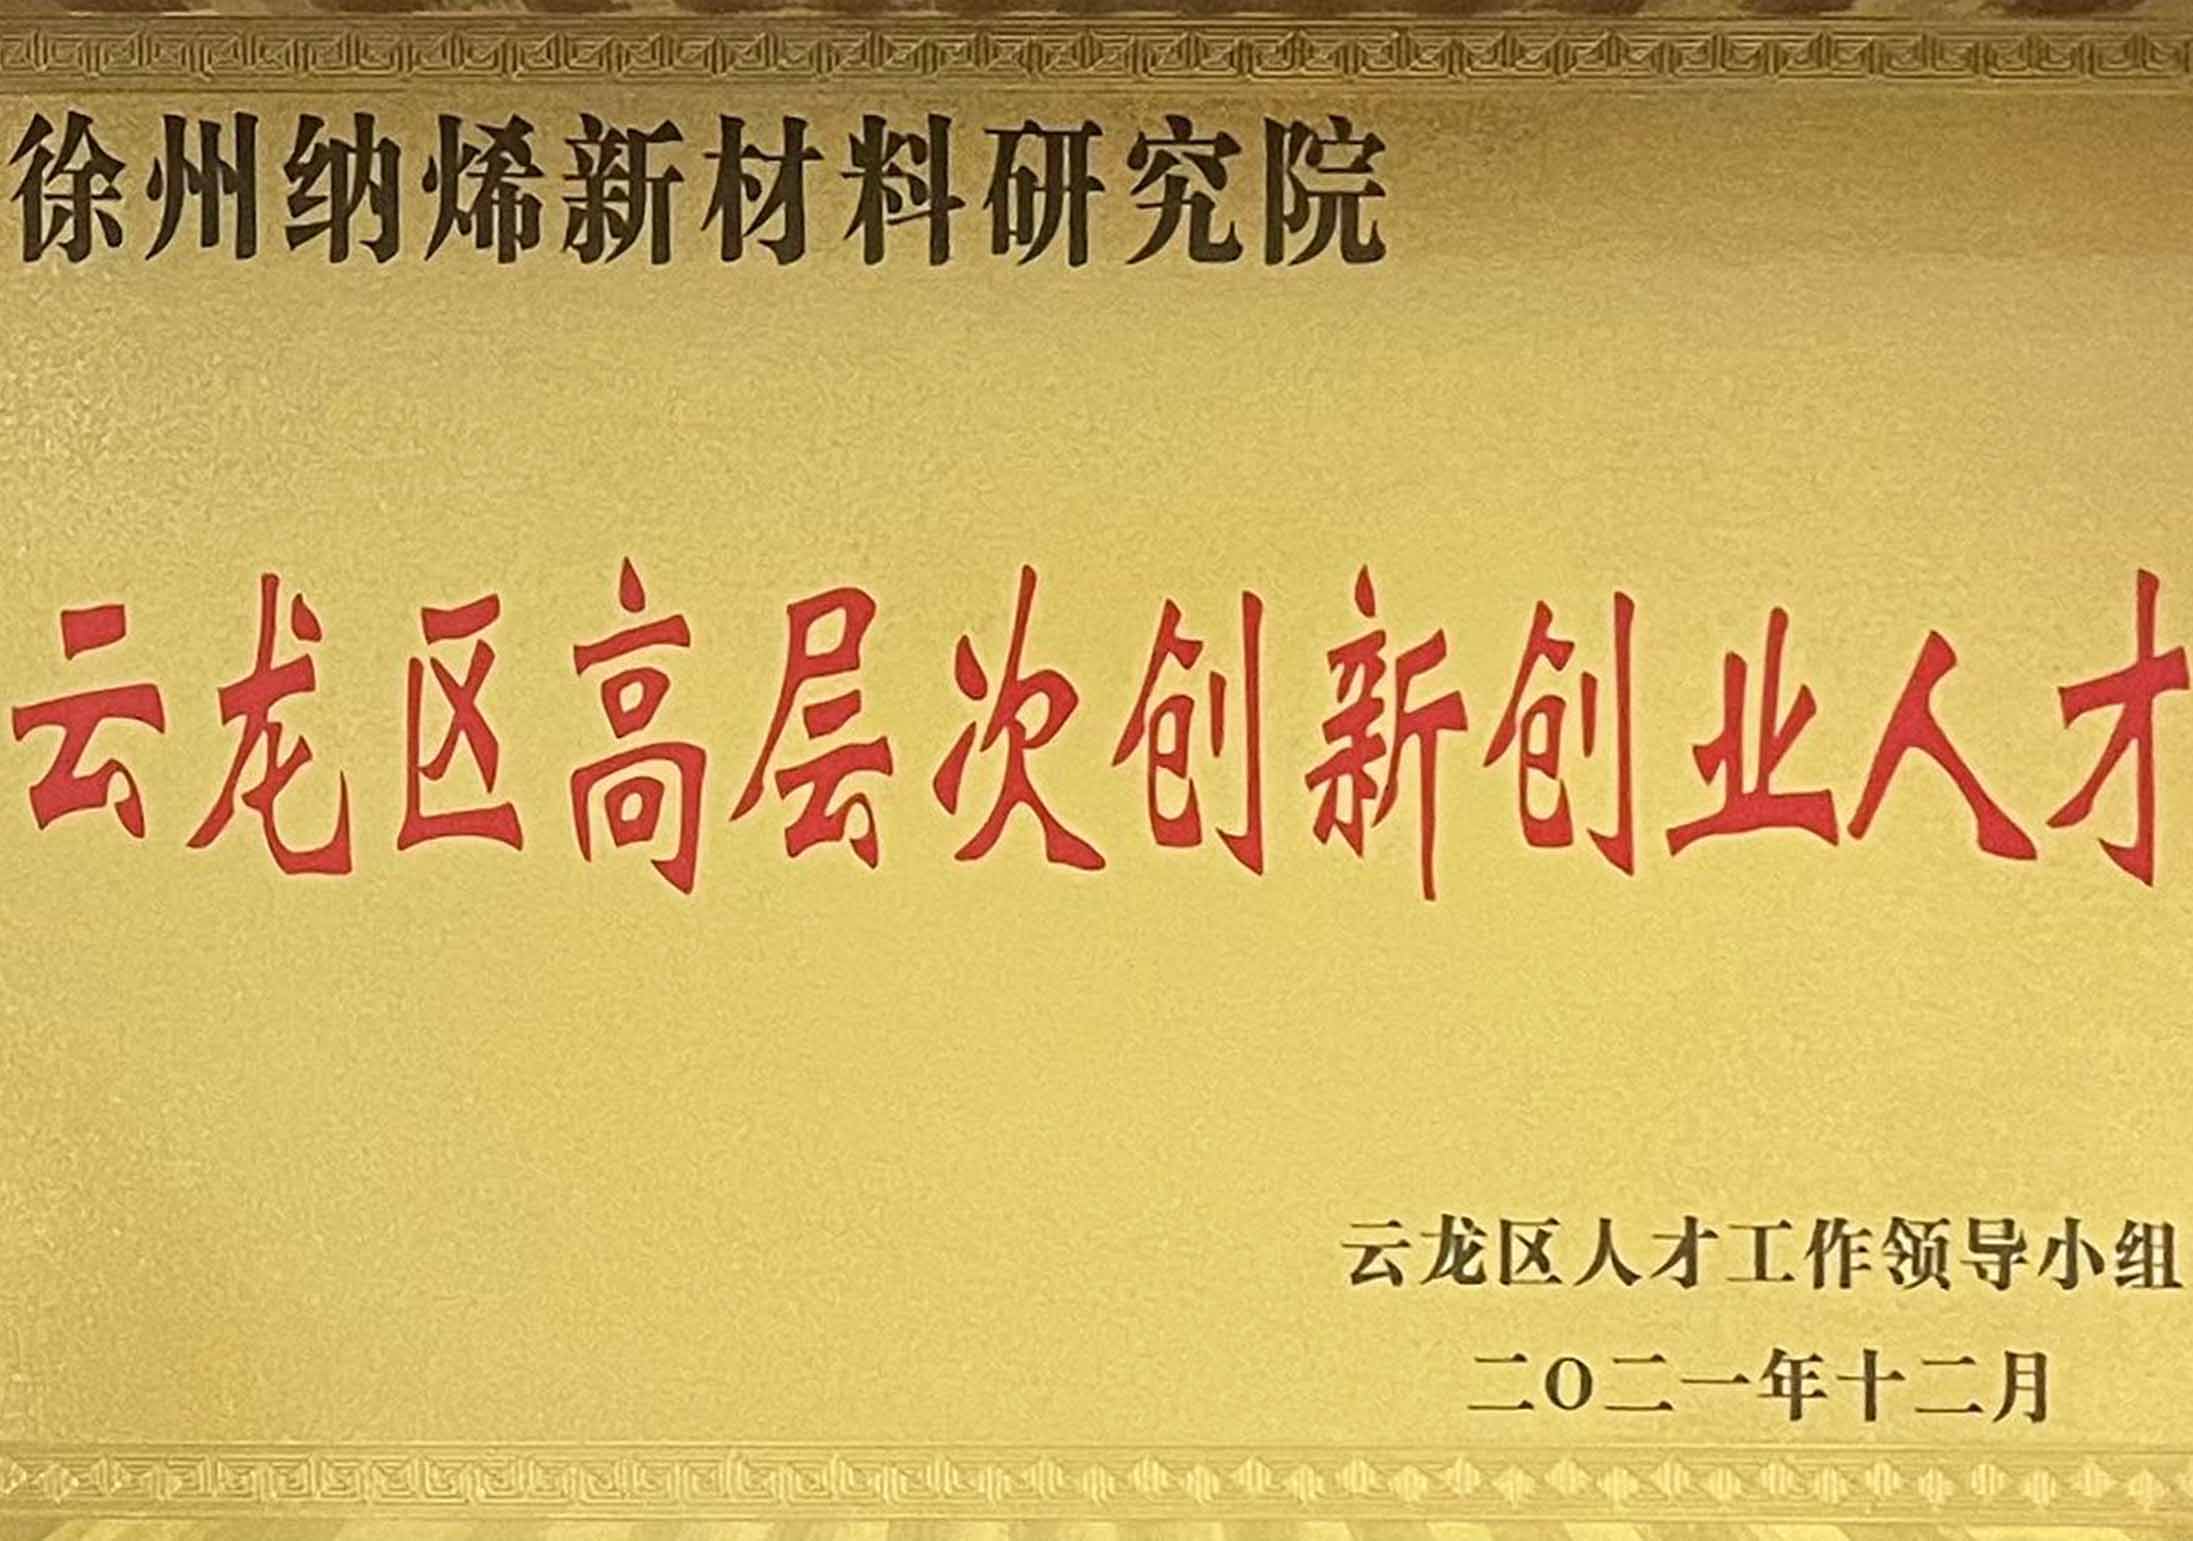 徐州纳烯新材料研究院
云龙区高层次创新创业人才
云龙区人才工作领导小组
二O二一年十二月